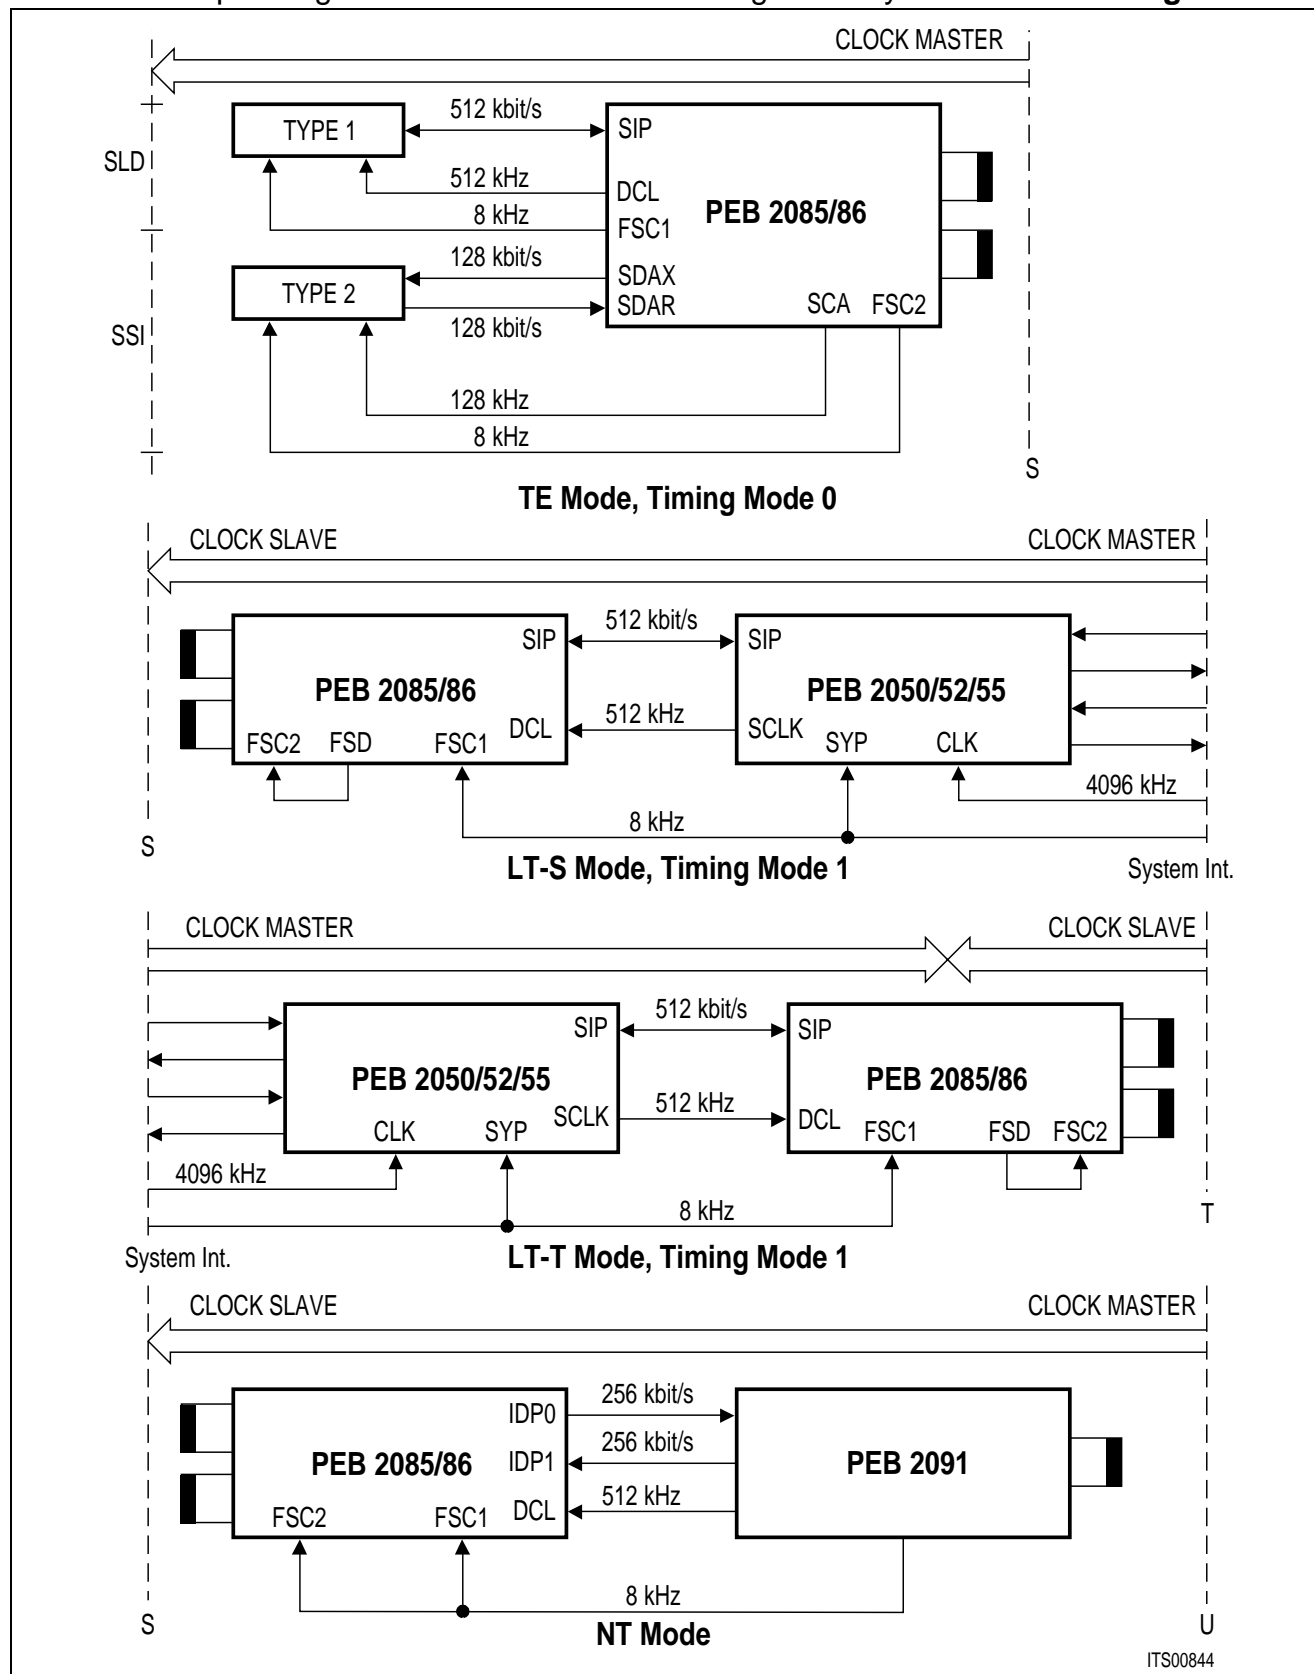 CLOCK MASTER
TYPE 1
512 kbit/s
SIP
SLD
512 kHz
DCL
PEB 2085/86
8 kHz
FSC1
128 kbit/s
SDAX
TYPE 2
SDAR
SCA
FSC2
128 kbit/s
SSI
128 kHz
8 kHz
S
TE Mode, Timing Mode 0
CLOCK SLAVE
CLOCK MASTER
SIP
512 kbit/s
SIP
PEB 2085/86
PEB 2050/52/55
FSC2
FSD
FSC1
DCL
512 kHz
SCLK
SYP
CLK
4096 kHz
8 kHz
S
LT-S Mode, Timing Mode 1
System Int.
CLOCK MASTER
CLOCK SLAVE
SIP
512 kbit/s
SIP
PEB 2050/52/55
PEB 2085/86
CLK
SYP
SCLK
512 kHz
DCL
FSC1
FSD
FSC2
4096 kHz
8 kHz
T
System Int.
LT-T Mode, Timing Mode 1
CLOCK SLAVE
CLOCK MASTER
IDP0
256 kbit/s
PEB 2085/86
IDP1
256 kbit/s
PEB 2091
FSC2
FSC1
DCL
512 kHz
8 kHz
S
NT Mode
U
ITS00844